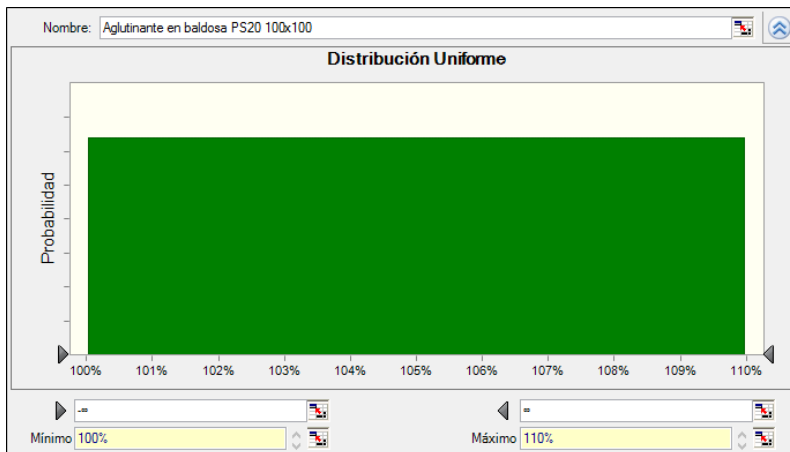 Nombre: Aglutinante en baldosa PS20 100x100
Distribución Uniforme
Probabilidad
100% 101% 102% 103% 104% 105% 106% 107% 108% 109% 110%
-∞ ∞
Mínimo 100% Máximo 110%